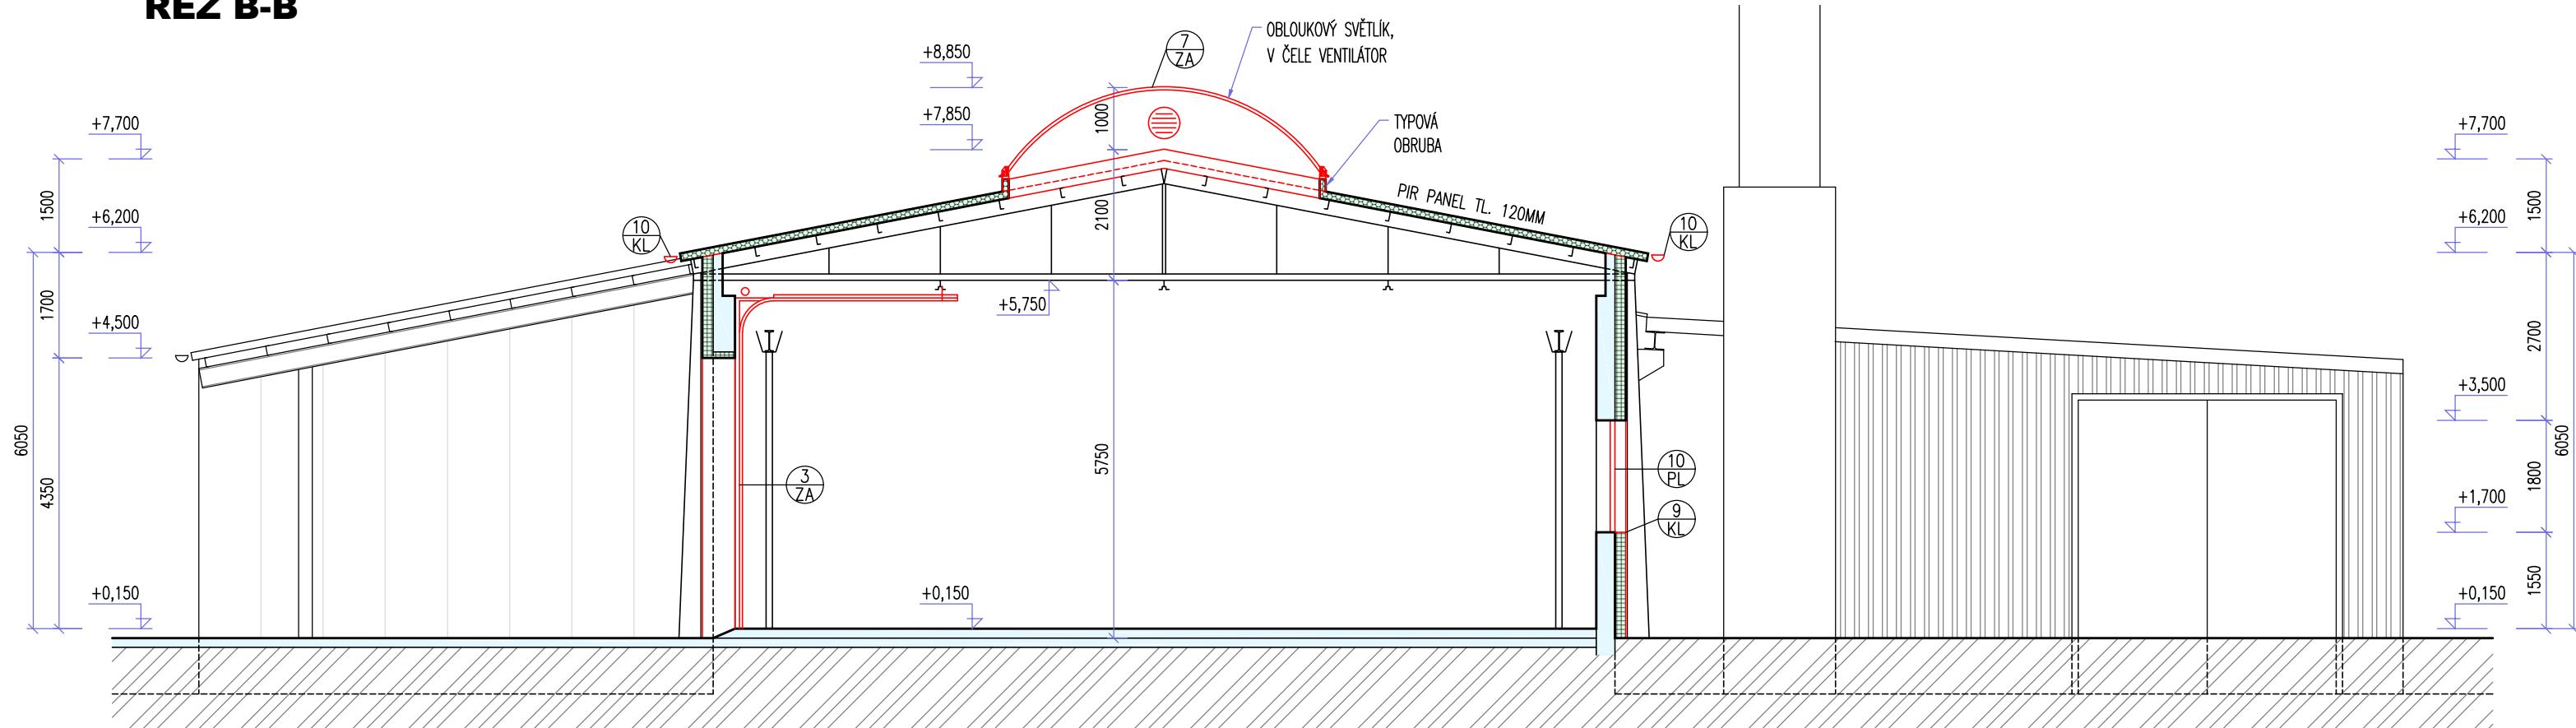 ŘEZ B-B
OBLOUKOVÝ SVĚTLÍK,
V ČELE VENTILÁTOR
7
ZA
+8,850
+7,850
1000
TYPOVÁ
OBRUBA
+7,700
+7,700
1500
1500
PIR PANEL TL. 120MM
2100
+6,200
+6,200
10
KL
10
KL
1700
+5,750
+4,500
2700
+3,500
6050
4350
5750
3
ZA
10
PL
9
KL
+1,700
1800
6050
1550
+0,150
+0,150
+0,150